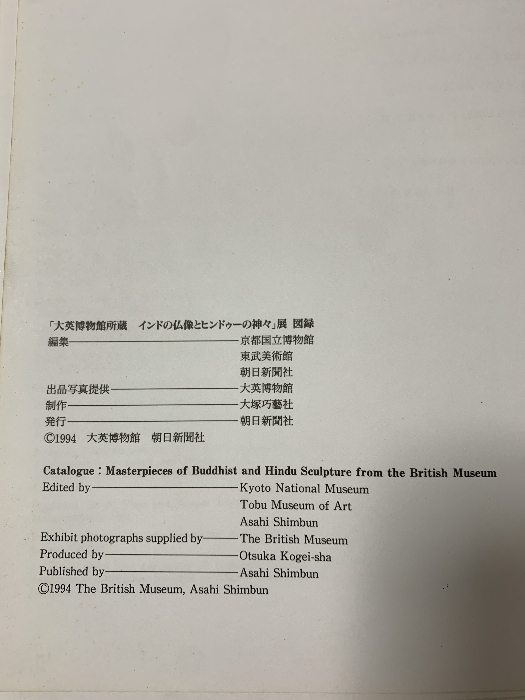 「大英博物館所蔵　インドの仏像とヒンドゥーの神々」展 図録
編集――――――――――京都国立博物館
東武美術館
朝日新聞社
出品写真提供――――――――大英博物館
制作――――――――――大塚巧藝社
発行――――――――――朝日新聞社
©1994　大英博物館　朝日新聞社
Catalogue : Masterpieces of Buddhist and Hindu Sculpture from the British Museum
Edited by――――――――Kyoto National Museum
Tobu Museum of Art
Asahi Shimbun
Exhibit photographs supplied by――The British Museum
Produced by――――――――Otsuka Kogei-sha
Published by――――――――Asahi Shimbun
©1994 The British Museum, Asahi Shimbun